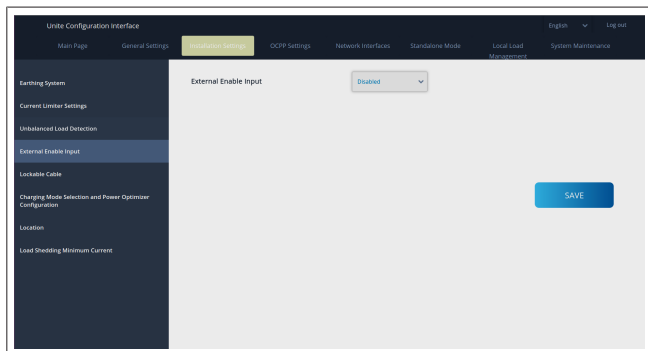 Unite Configuration Interface
English
Log out
Main Page
General Settings
Installation Settings
OCPP Settings
Network Interfaces
Standalone Mode
Local Load
Management
System Maintenance
Earthing System
Current Limiter Settings
Unbalanced Load Detection
External Enable Input
Lockable Cable
Charging Mode Selection and Power Optimizer
Configuration
Location
Load Shedding Minimum Current
External Enable Input
Disabled
SAVE